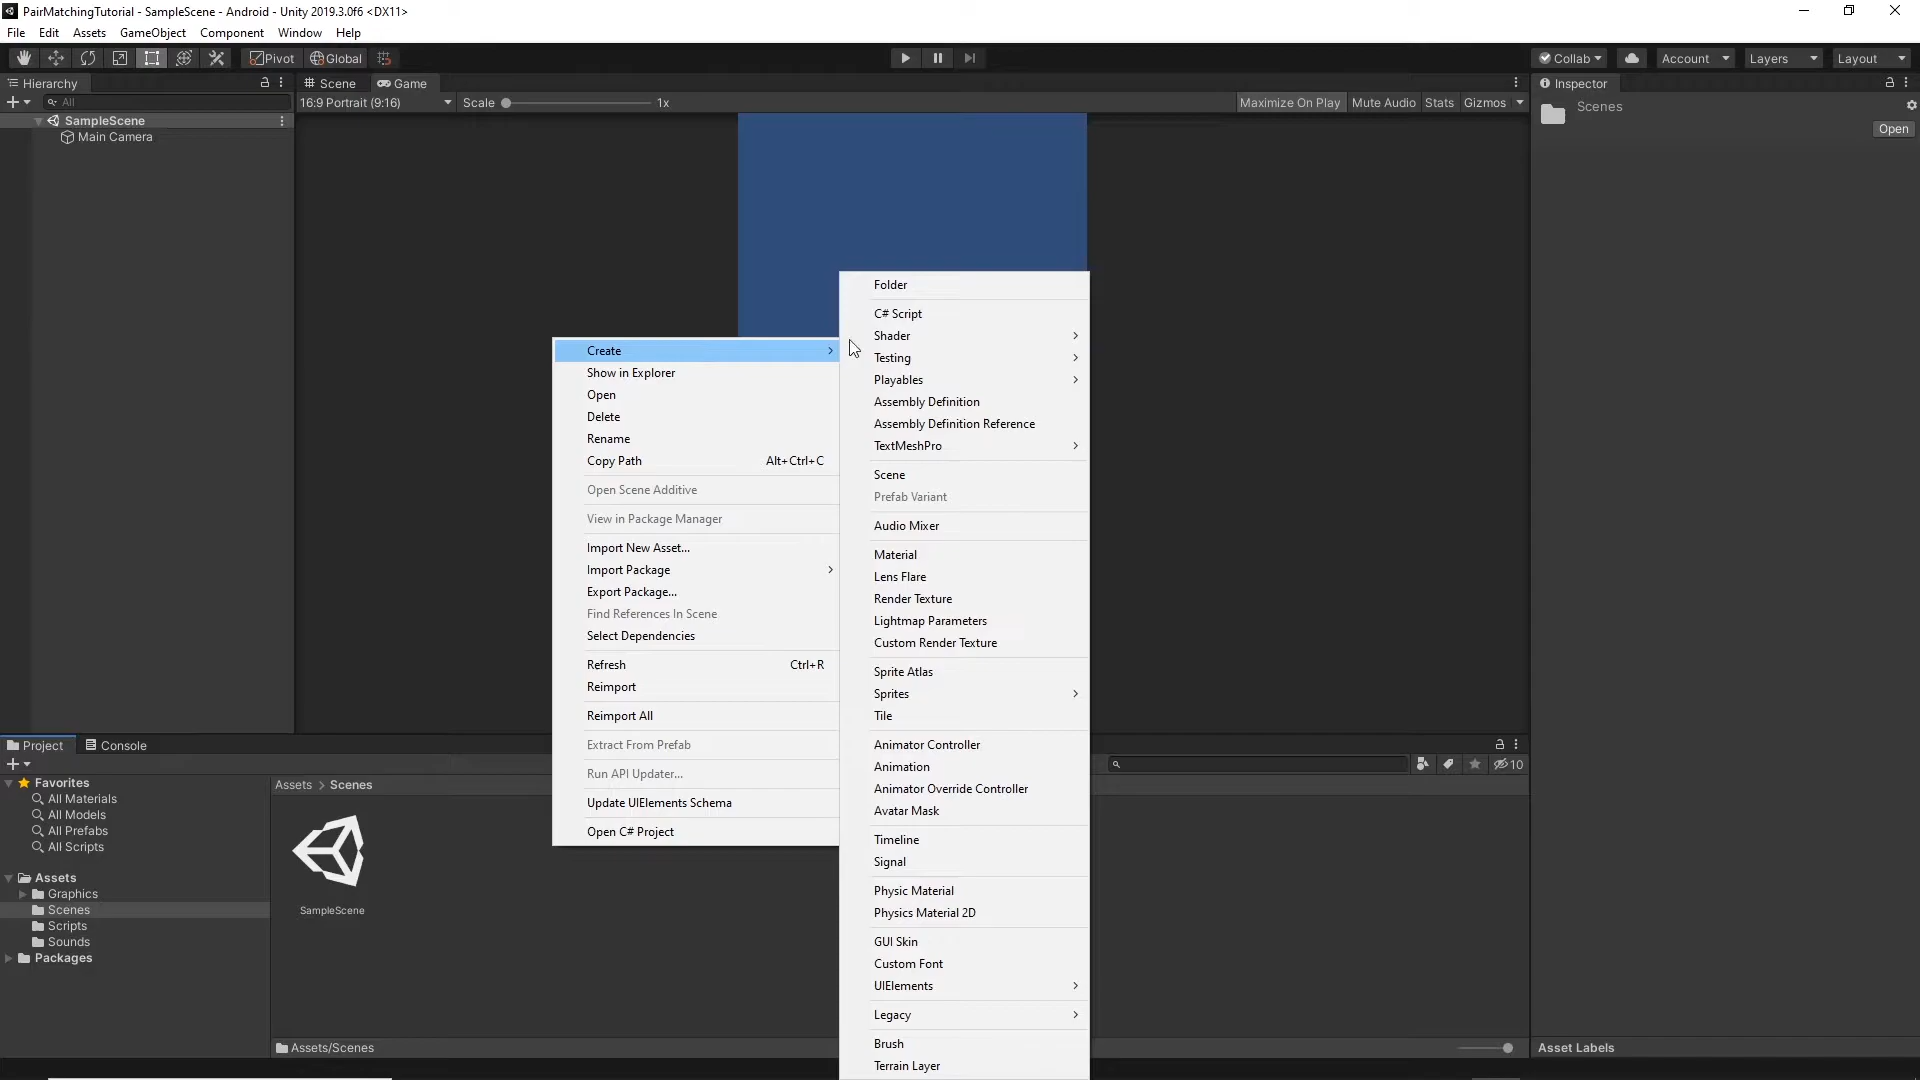 PairMatchingTutorial - SampleScene - Android - Unity 2019.3.0f6 <DX11>
File Edit Assets GameObject Component Window Help
Pivot Global Collab Account Layers Layout
Hierarchy Scene Game Inspector
All 16:9 Portrait (9:16) Scale 1x Maximize On Play Mute Audio Stats Gizmos Scenes
Open
SampleScene
Main Camera
Create
Show in Explorer
Open
Delete
Rename
Copy Path Alt+Ctrl+C
Open Scene Additive
View in Package Manager
Import New Asset...
Import Package
Export Package...
Find References In Scene
Select Dependencies
Refresh Ctrl+R
Reimport
Reimport All
Extract From Prefab
Run API Updater...
Update UIElements Schema
Open C# Project
Folder
C# Script
Shader
Testing
Playables
Assembly Definition
Assembly Definition Reference
TextMeshPro
Scene
Prefab Variant
Audio Mixer
Material
Lens Flare
Render Texture
Lightmap Parameters
Custom Render Texture
Sprite Atlas
Sprites
Tile
Animator Controller
Animation
Animator Override Controller
Avatar Mask
Timeline
Signal
Physic Material
Physics Material 2D
GUI Skin
Custom Font
UIElements
Legacy
Brush
Terrain Layer
Project Console
10
Favorites
All Materials
All Models
All Prefabs
All Scripts
Assets
Graphics
Scenes
Scripts
Sounds
Packages
Assets > Scenes
SampleScene
Assets/Scenes
Asset Labels